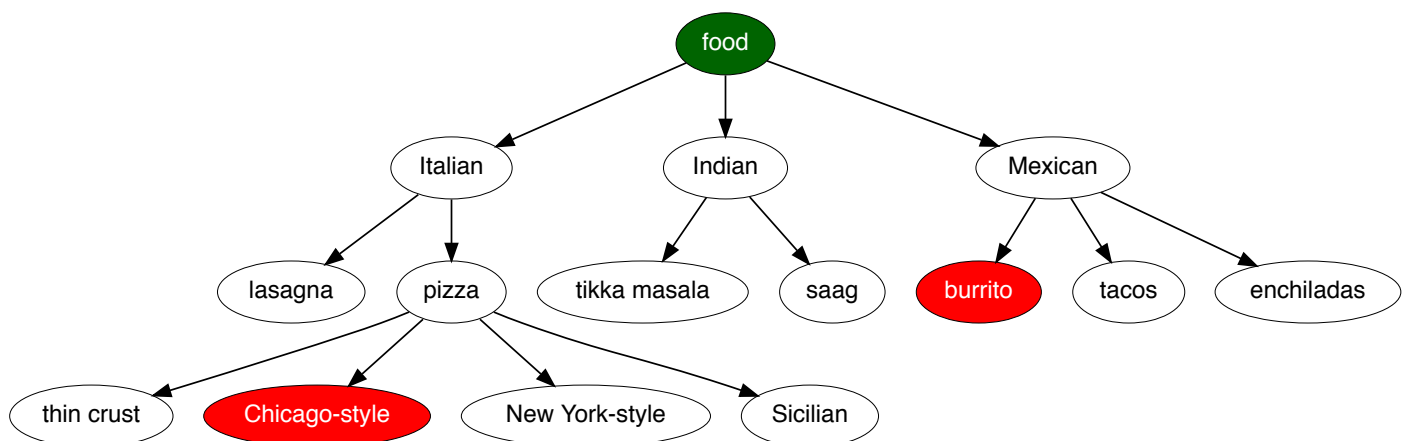 food
Italian
Indian
Mexican
lasagna
pizza
tikka masala
saag
burrito
tacos
enchiladas
thin crust
Chicago-style
New York-style
Sicilian